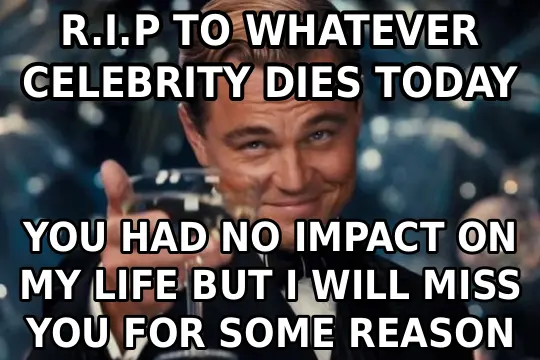 R.I.P TO WHATEVER
CELEBRITY DIES TODAY
YOU HAD NO IMPACT ON
MY LIFE BUT I WILL MISS
YOU FOR SOME REASON